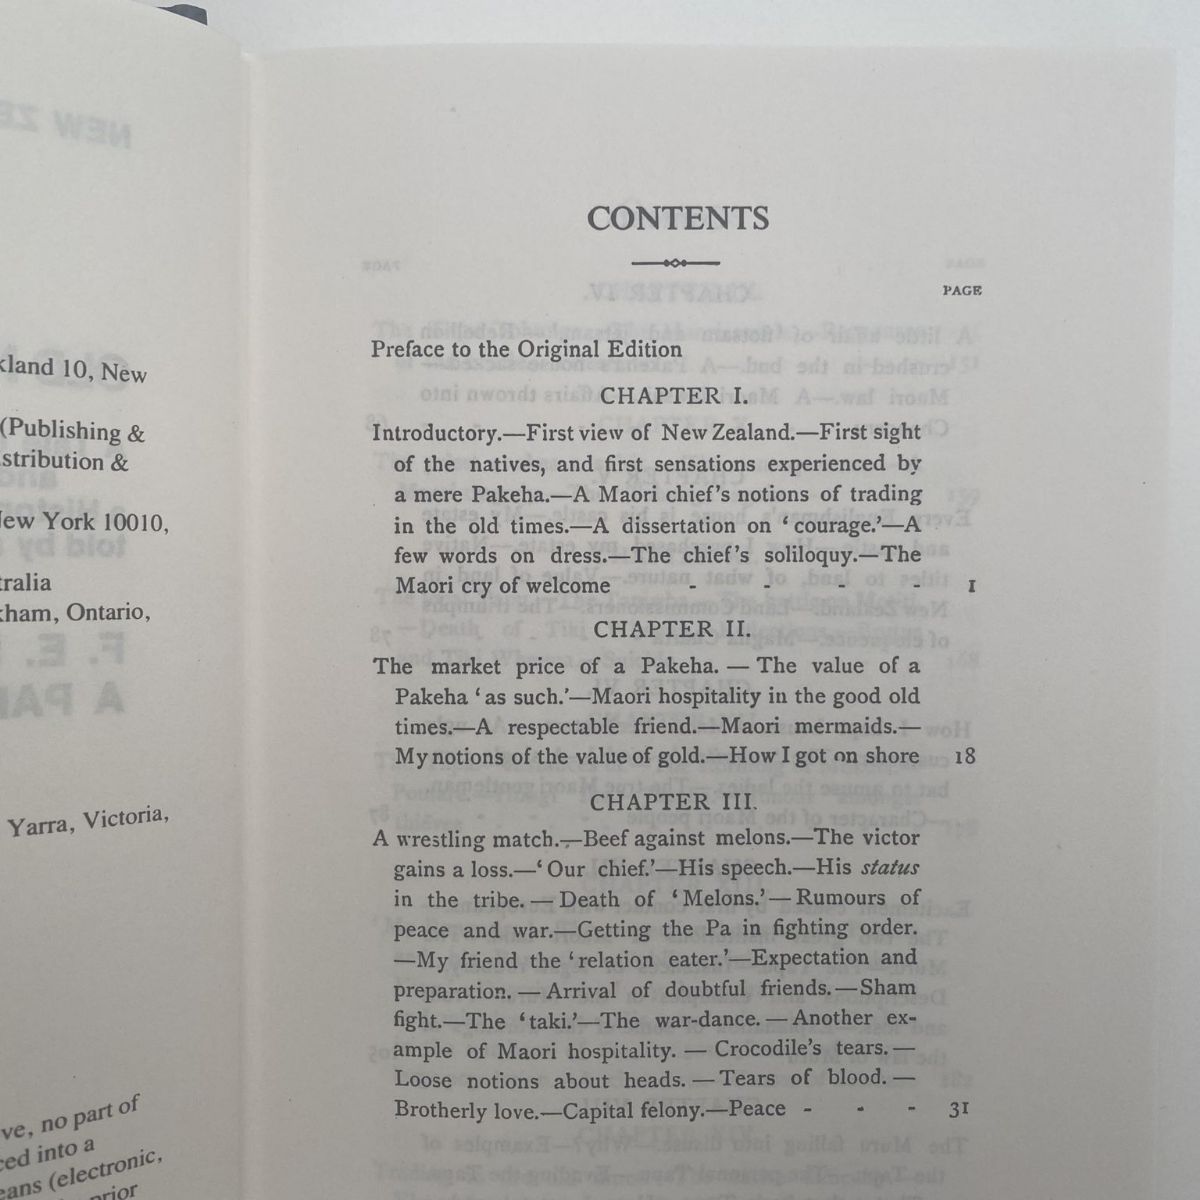 kland 10, New
(Publishing &
stribution &
New York 10010,
tralia
kham, Ontario,
Yarra, Victoria,
ve, no part of
ced into a
eans (electronic,
prior
CONTENTS
PAGE
Preface to the Original Edition
CHAPTER I.
Introductory.—First view of New Zealand.—First sight
of the natives, and first sensations experienced by
a mere Pakeha.—A Maori chief's notions of trading
in the old times.—A dissertation on ‘courage.’—A
few words on dress.—The chief's soliloquy.—The
Maori cry of welcome - - - - 1
CHAPTER II.
The market price of a Pakeha. — The value of a
Pakeha ‘as such.’—Maori hospitality in the good old
times.—A respectable friend.—Maori mermaids.—
My notions of the value of gold.—How I got on shore 18
CHAPTER III.
A wrestling match.—Beef against melons.—The victor
gains a loss.—‘Our chief.’—His speech.—His status
in the tribe. — Death of ‘Melons.’ — Rumours of
peace and war.—Getting the Pa in fighting order.
—My friend the ‘relation eater.’—Expectation and
preparation. — Arrival of doubtful friends. — Sham
fight.—The ‘taki.’—The war-dance. — Another ex-
ample of Maori hospitality. — Crocodile's tears. —
Loose notions about heads. — Tears of blood. —
Brotherly love.—Capital felony.—Peace - - - 31